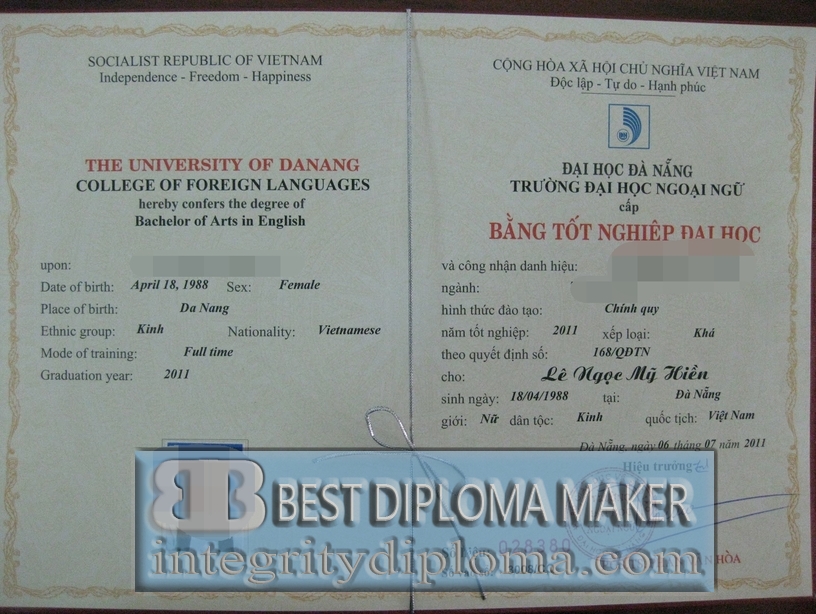 SOCIALIST REPUBLIC OF VIETNAM
Independence - Freedom - Happiness
THE UNIVERSITY OF DANANG
COLLEGE OF FOREIGN LANGUAGES
hereby confers the degree of
Bachelor of Arts in English
upon:
Date of birth: April 18, 1988 Sex: Female
Place of birth: Da Nang
Ethnic group: Kinh Nationality: Vietnamese
Mode of training: Full time
Graduation year: 2011
CỘNG HÒA XÃ HỘI CHỦ NGHĨA VIỆT NAM
Độc lập - Tự do - Hạnh phúc
ĐẠI HỌC ĐÀ NẴNG
TRƯỜNG ĐẠI HỌC NGOẠI NGỮ
cấp
BẰNG TỐT NGHIỆP ĐẠI HỌC
và công nhận danh hiệu:
ngành:
hình thức đào tạo: Chính quy
năm tốt nghiệp: 2011 xếp loại: Khá
theo quyết định số: 168/QĐTN
cho: Lê Ngọc Mỹ Hiền
sinh ngày: 18/04/1988 tại: Đà Nẵng
giới: Nữ dân tộc: Kinh quốc tịch: Việt Nam
Đà Nẵng, ngày 06 tháng 07 năm 2011
Hiệu trưởng
BEST DIPLOMA MAKER
028380
integritydiploma.com
HÒA